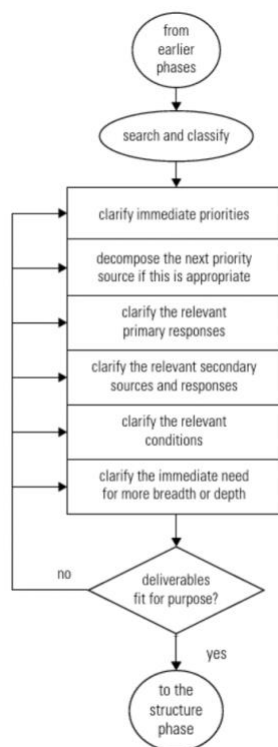 from
earlier
phases
search and classify
clarify immediate priorities
decompose the next priority
source if this is appropriate
clarify the relevant
primary responses
clarify the relevant secondary
sources and responses
clarify the relevant
conditions
clarify the immediate need
for more breadth or depth
no
deliverables
fit for purpose?
yes
to the
structure
phase